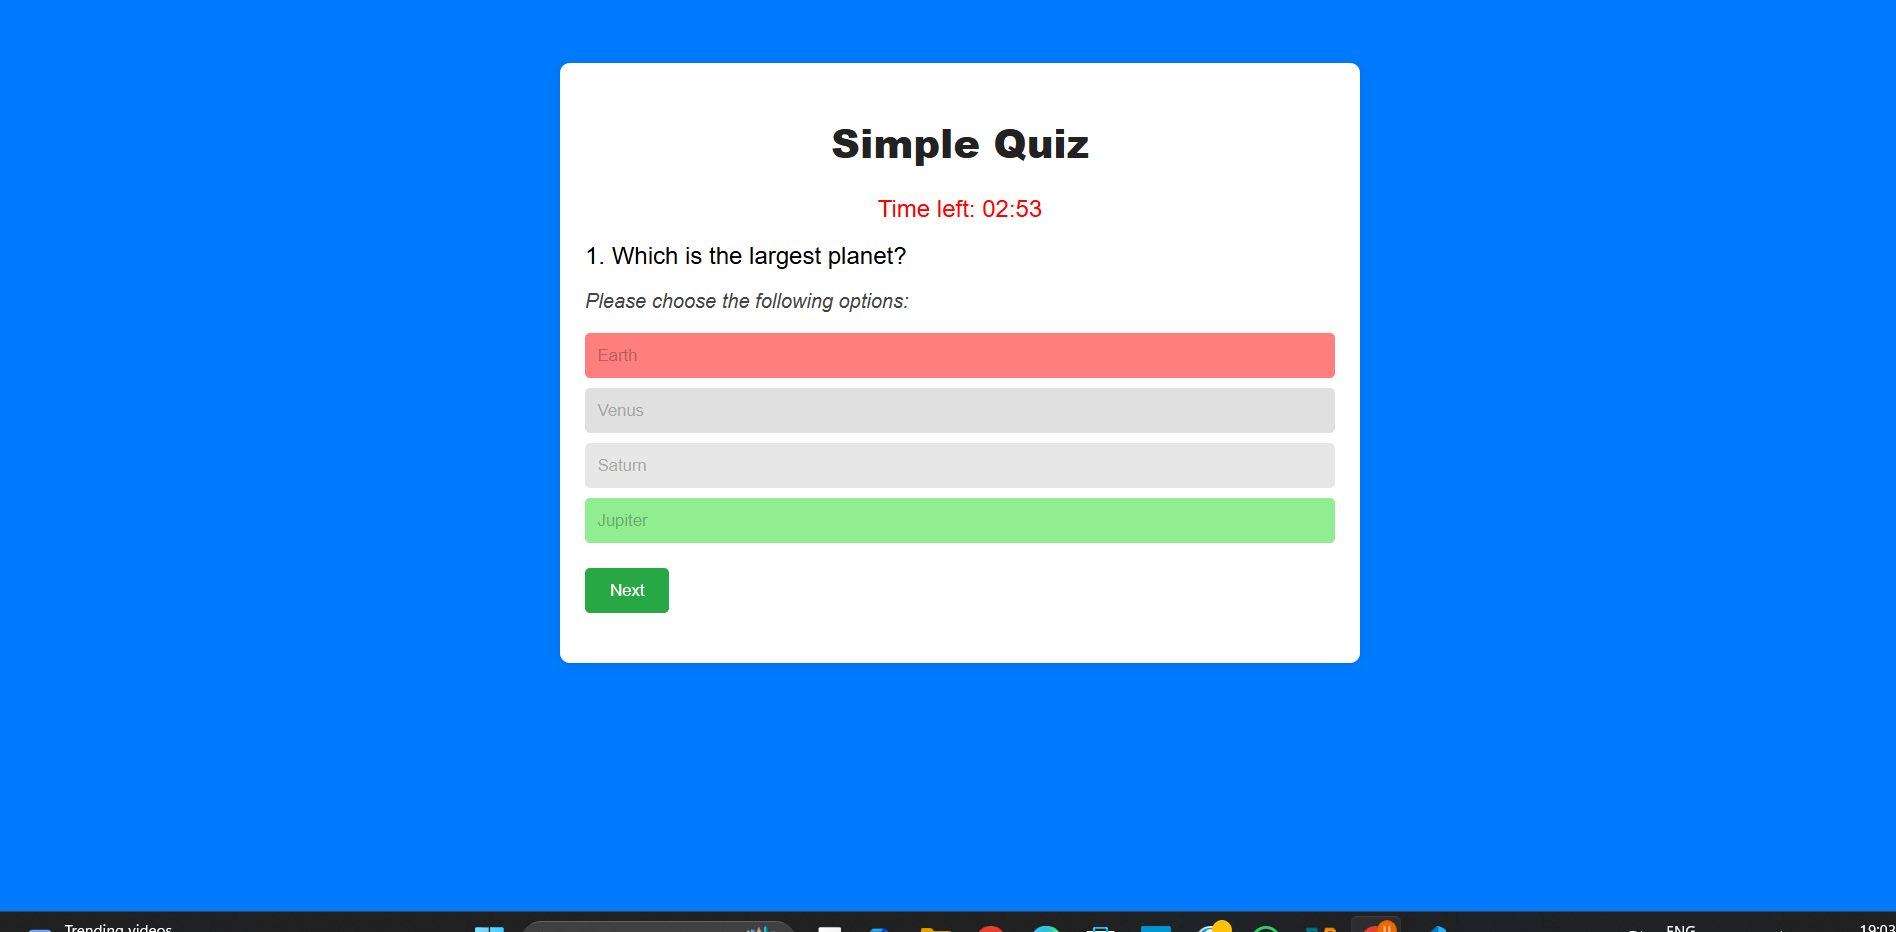 Simple Quiz
Time left: 02:53
1. Which is the largest planet?
Please choose the following options:
Earth
Venus
Saturn
Jupiter
Next
Trending videos
ENG
19:03